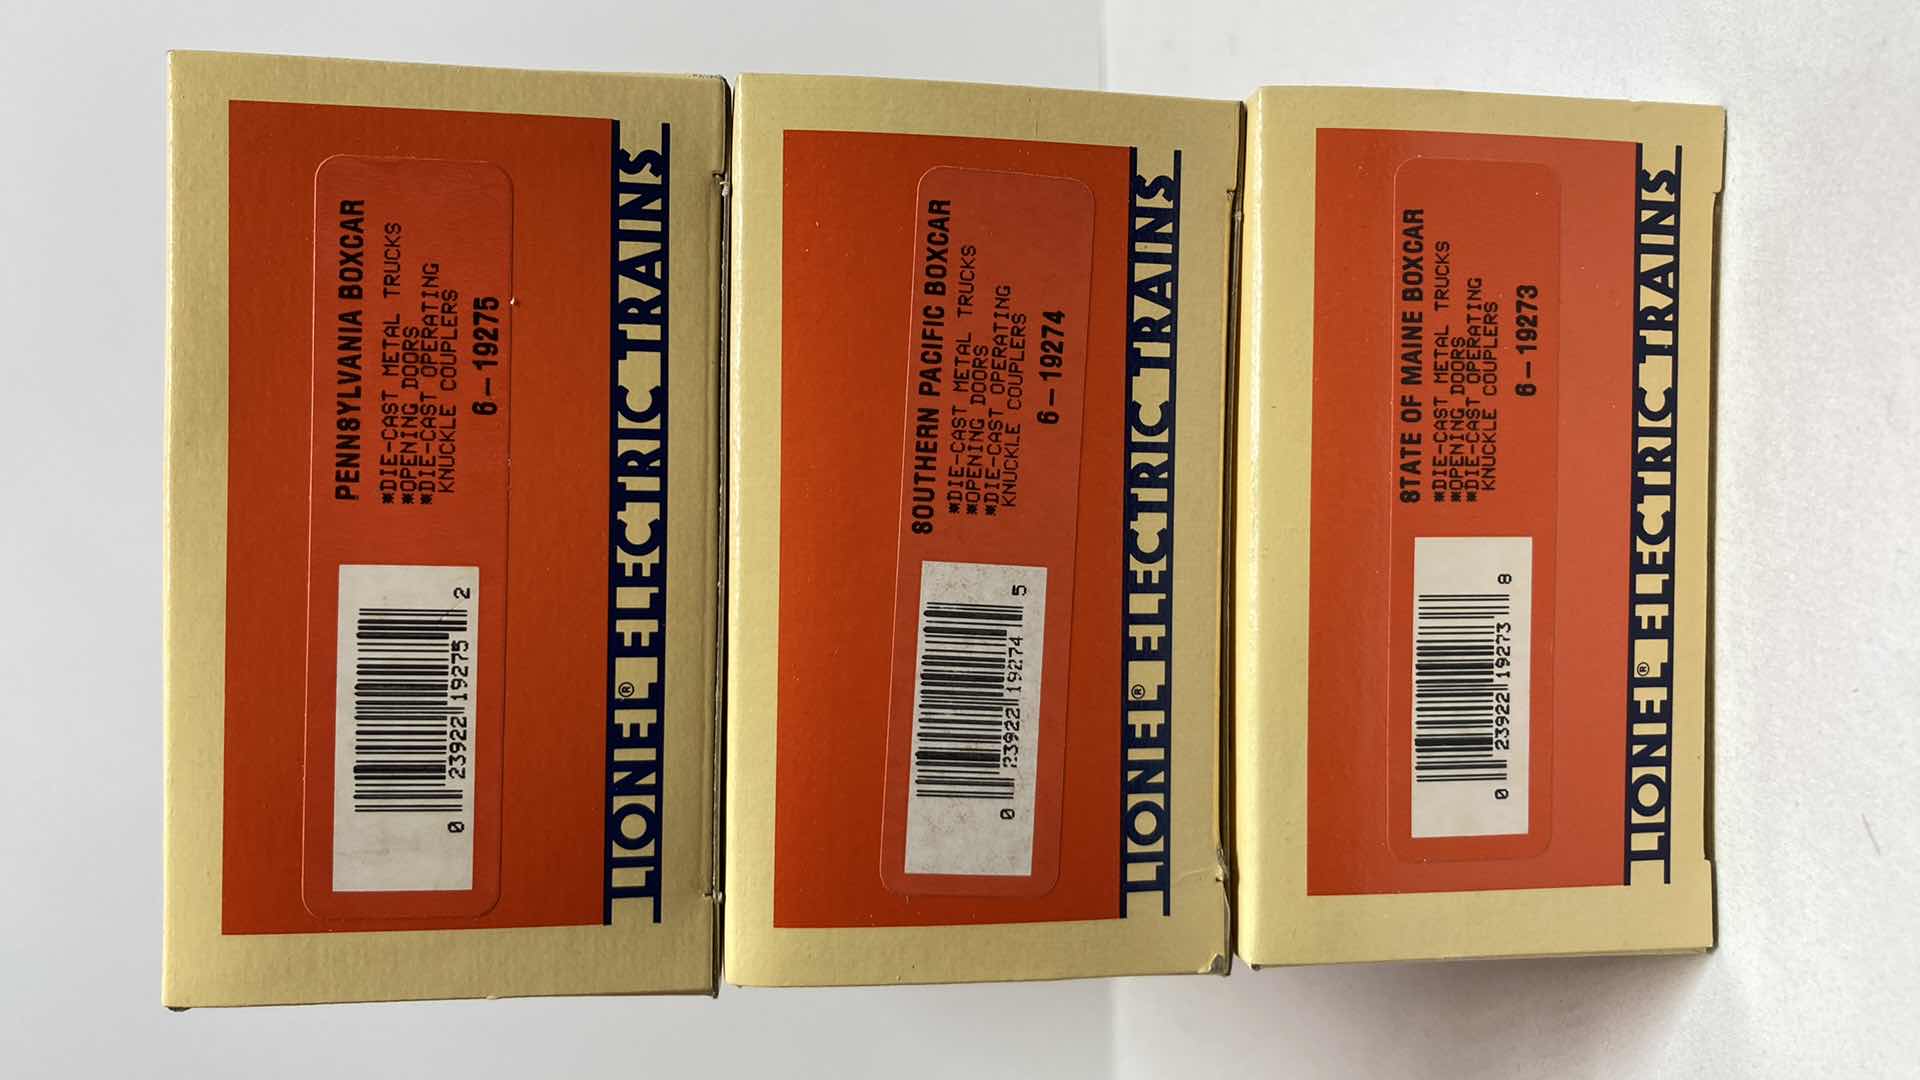 PENNSYLVANIA BOXCAR
*DIE-CAST METAL TRUCKS
*OPENING DOORS
*DIE-CAST OPERATING
KNUCKLE COUPLERS
6-19275
0 23922 19275 2
LIONEL® ELECTRIC TRAINS
SOUTHERN PACIFIC BOXCAR
*DIE-CAST METAL TRUCKS
*OPENING DOORS
*DIE-CAST OPERATING
KNUCKLE COUPLERS
6-19274
0 23922 19274 5
LIONEL® ELECTRIC TRAINS
STATE OF MAINE BOXCAR
*DIE-CAST METAL TRUCKS
*OPENING DOORS
*DIE-CAST OPERATING
KNUCKLE COUPLERS
6-19273
0 23922 19273 8
LIONEL® ELECTRIC TRAINS